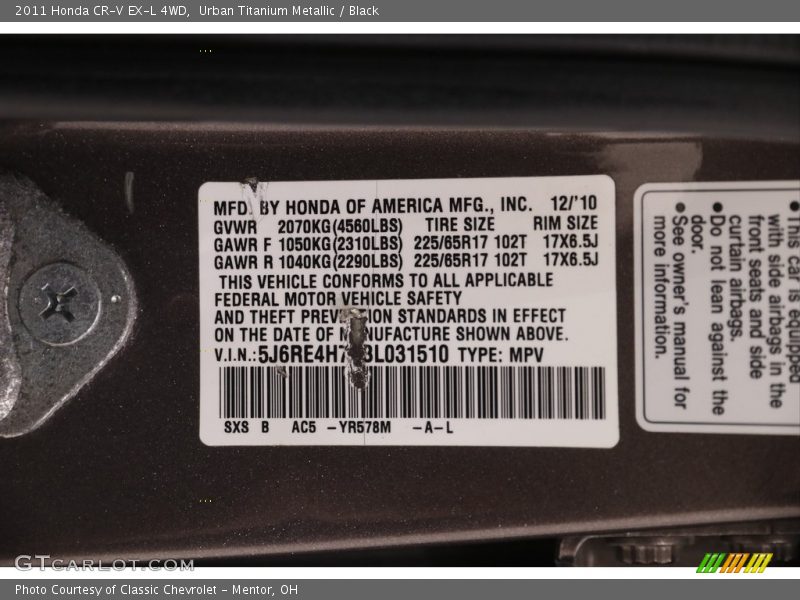 2011 Honda CR-V EX-L 4WD, Urban Titanium Metallic / Black
MFD. BY HONDA OF AMERICA MFG., INC. 12/'10
GVWR 2070KG(4560LBS) TIRE SIZE RIM SIZE
GAWR F 1050KG(2310LBS) 225/65R17 102T 17X6.5J
GAWR R 1040KG(2290LBS) 225/65R17 102T 17X6.5J
THIS VEHICLE CONFORMS TO ALL APPLICABLE
FEDERAL MOTOR VEHICLE SAFETY
AND THEFT PREVENTION STANDARDS IN EFFECT
ON THE DATE OF MANUFACTURE SHOWN ABOVE.
V.I.N.: TYPE: MPV
SXS B AC5 -YR578M -A-L
●This car is equipped
with side airbags in the
front seats and side
curtain airbags.
●Do not lean against the
door.
●See owner's manual for
more information.
GTCARLOT.COM
Photo Courtesy of Classic Chevrolet - Mentor, OH